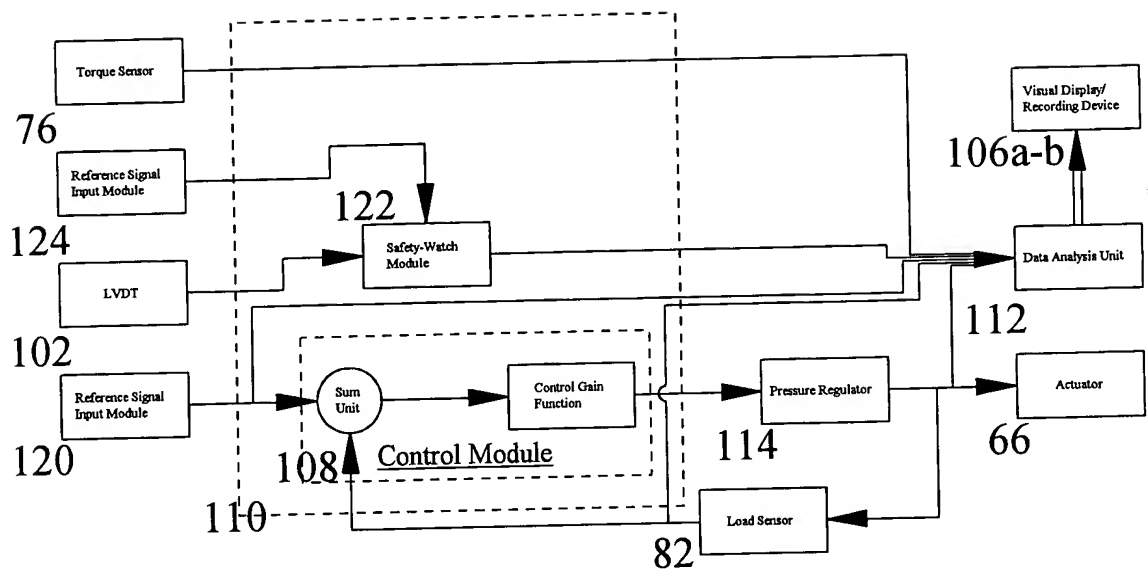 Torque Sensor
76
Visual Display/
Recording Device
106a-b
Reference Signal
Input Module
124
122
Safety-Watch
Module
Data Analysis Unit
112
LVDT
102
Reference Signal
Input Module
120
Sum
Unit
Control Gain
Function
108
Control Module
Pressure Regulator
114
Actuator
66
110
Load Sensor
82